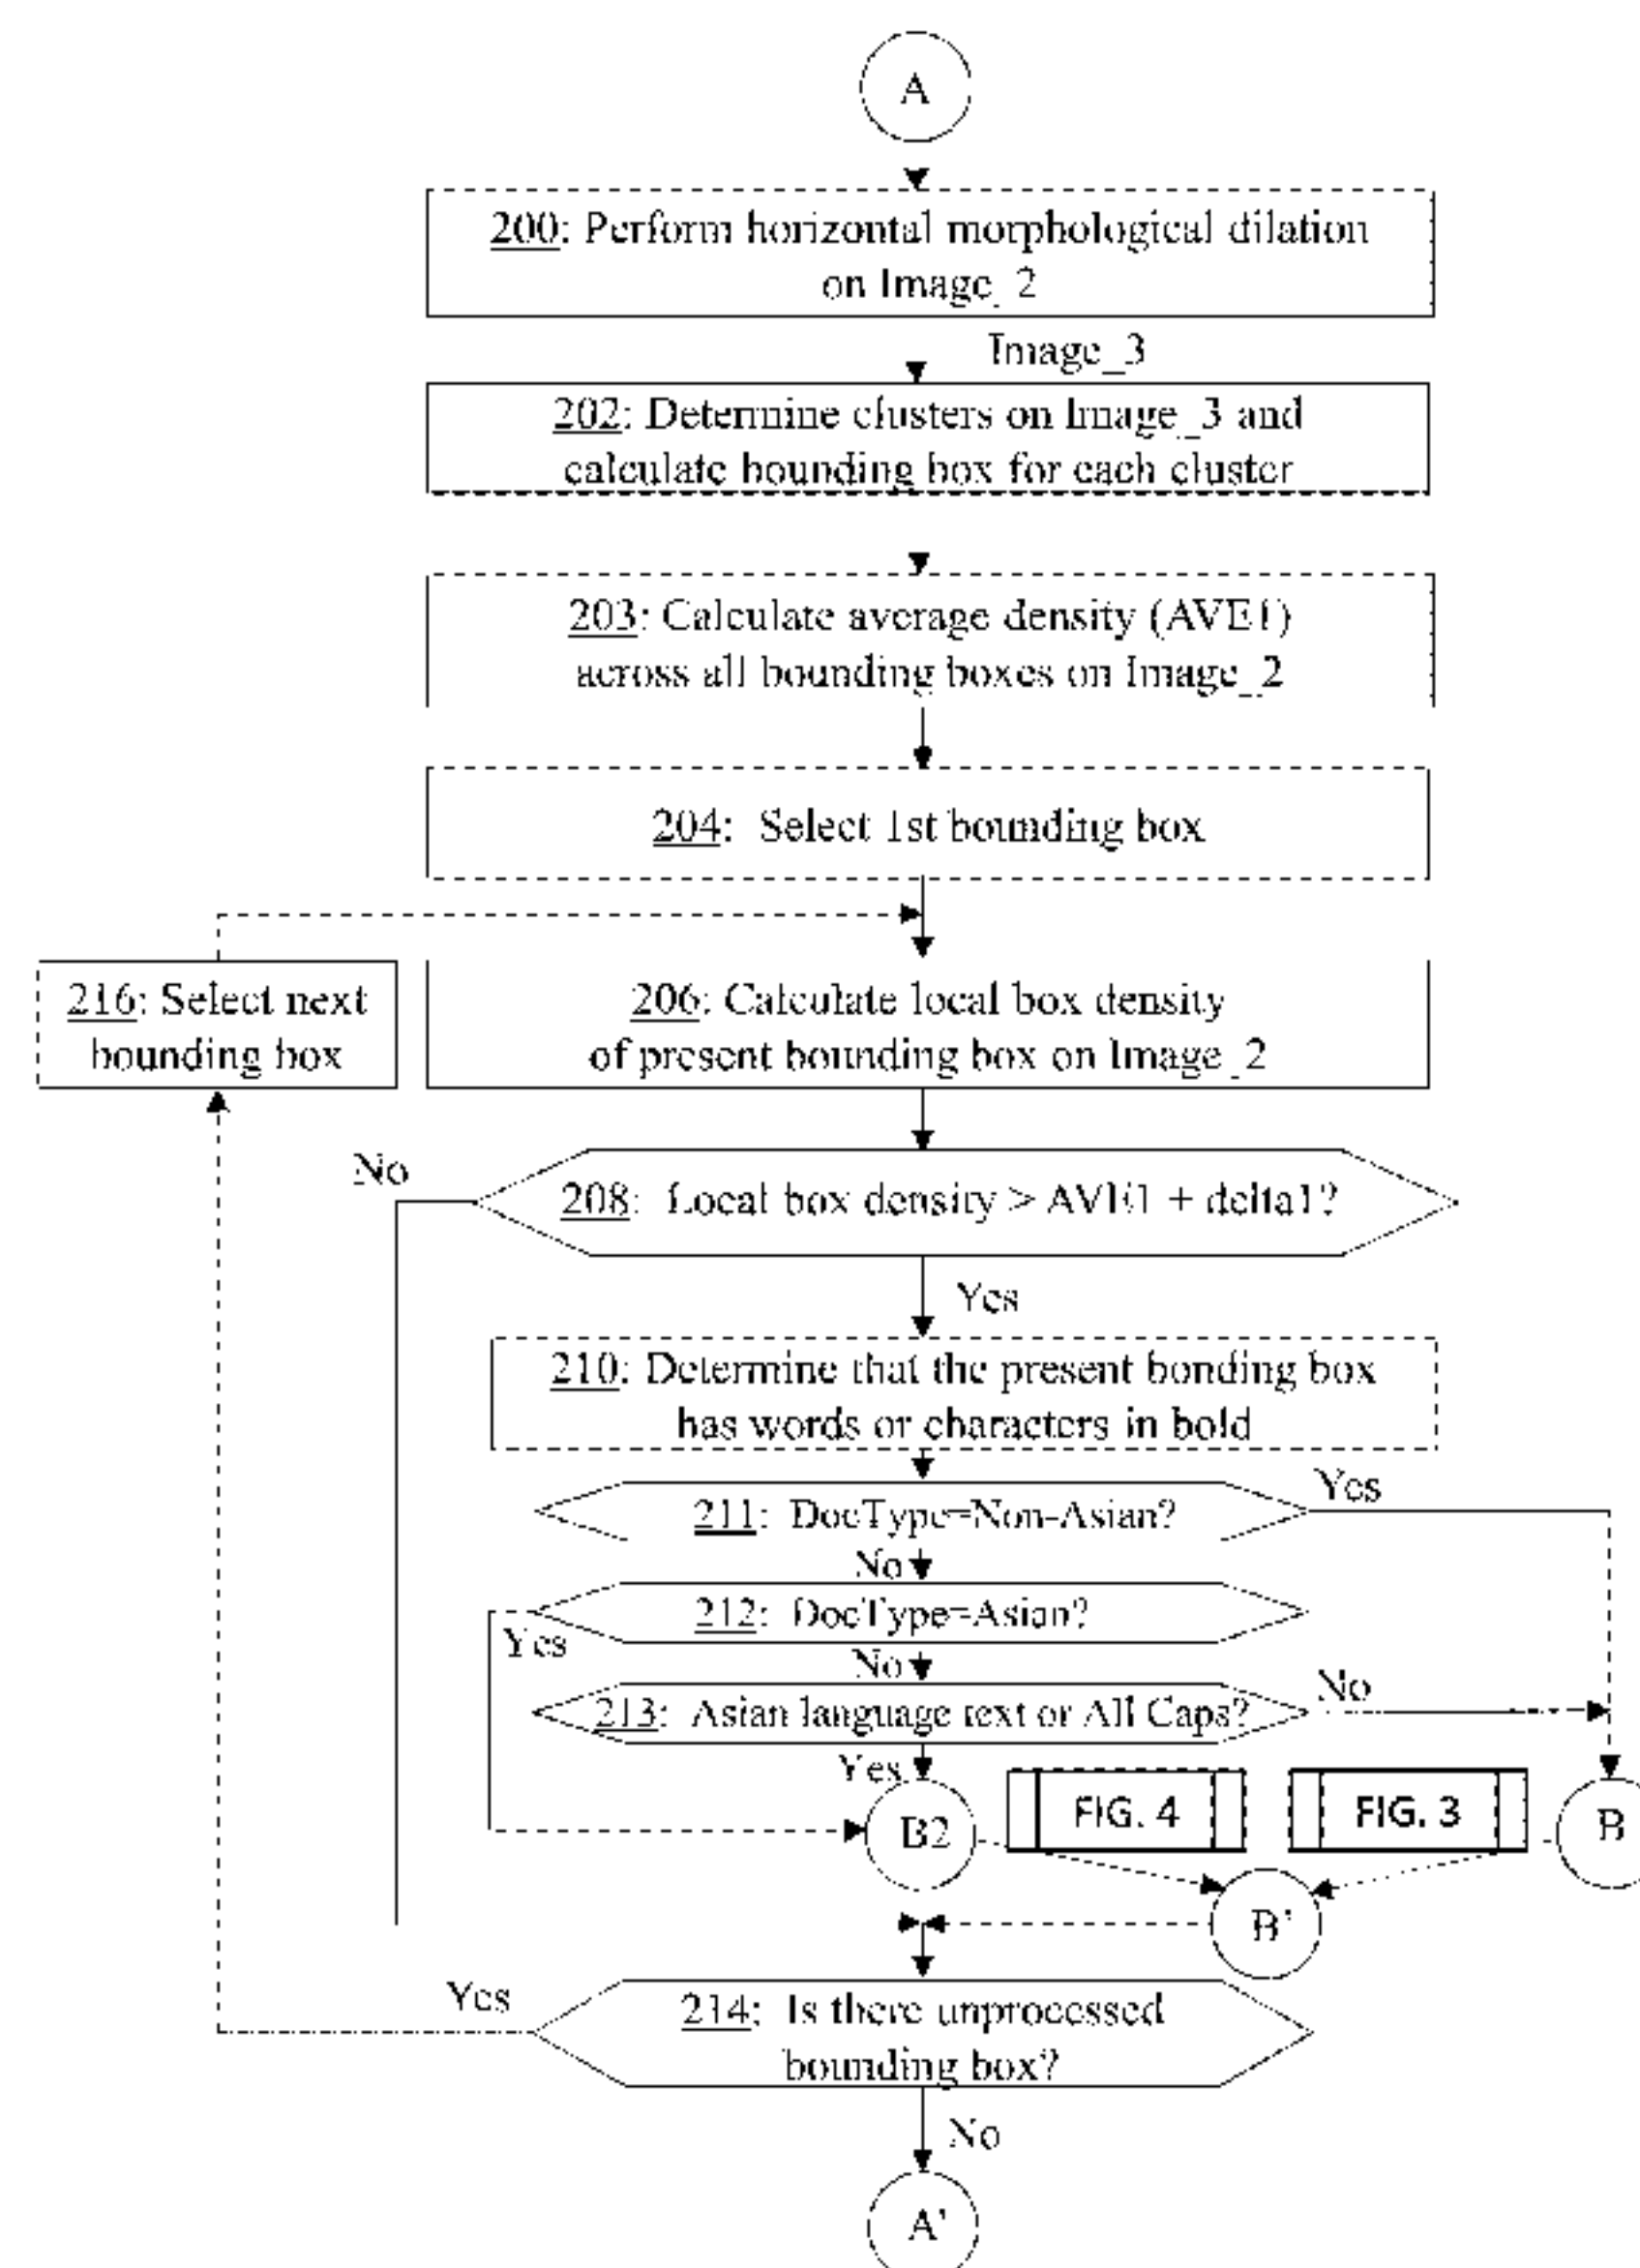 A
200: Perform horizontal morphological dilation
on Image_2
Image_3
202: Determine clusters on Image_3 and
calculate bounding box for each cluster
203: Calculate average density (AVE1)
across all bounding boxes on Image_2
204: Select 1st bounding box
216: Select next
bounding box
206: Calculate local box density
of present bounding box on Image_2
No
208: Local box density > AVE1 + delta1?
Yes
210: Determine that the present bonding box
has words or characters in bold
211: DocType=Non-Asian?
Yes
No
212: DocType=Asian?
Yes
No
213: Asian language text or All Caps?
No
Yes
B2
FIG. 4
FIG. 3
B
B'
Yes
214: Is there unprocessed
bounding box?
No
A'